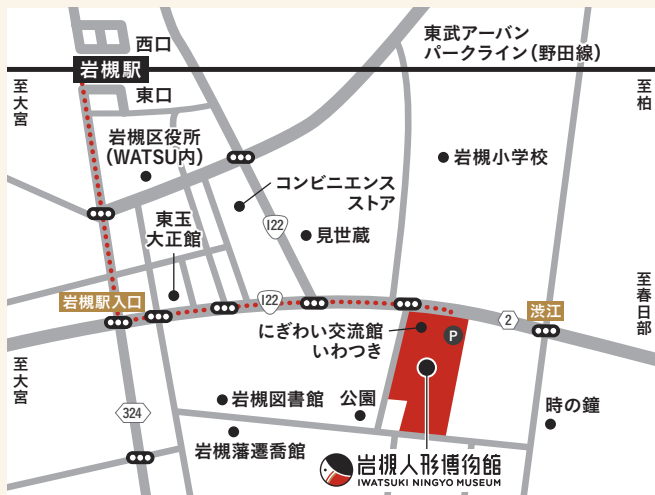 西口
岩槻駅
東口
東武アーバン
パークライン(野田線)
至大宮
至柏
岩槻区役所
(WATSU内)
岩槻小学校
コンビニエンス
ストア
122
見世蔵
東玉
大正館
岩槻駅入口
122
至春日部
渋江
2
にぎわい交流館
いわつき
P
至大宮
324
岩槻図書館
公園
時の鐘
岩槻藩遷喬館
岩槻人形博物館
IWATSUKI NINGYO MUSEUM